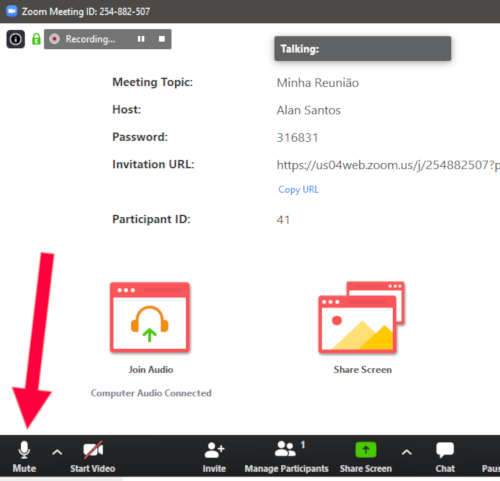 Zoom Meeting ID: 254-882-507
Recording...
Talking:
Meeting Topic: Minha Reunião
Host: Alan Santos
Password: 316831
Invitation URL: https://us04web.zoom.us/j/254882507?p
Copy URL
Participant ID: 41
Join Audio
Share Screen
Computer Audio Connected
1
Mute Start Video Invite Manage Participants Share Screen Chat Paus